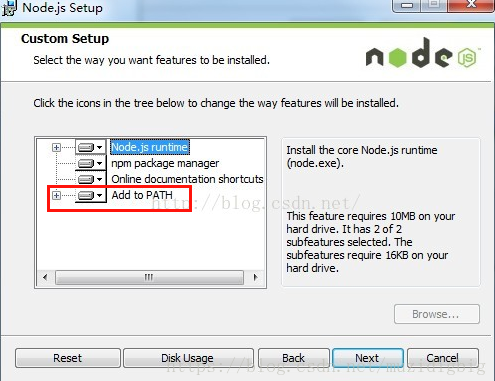 Node.js Setup
Custom Setup
Select the way you want features to be installed.
node
JS
Click the icons in the tree below to change the way features will be installed.
Node.js runtime
npm package manager
Online documentation shortcuts
Add to PATH
Install the core Node.js runtime
(node.exe).
This feature requires 10MB on your
hard drive. It has 2 of 2
subfeatures selected. The
subfeatures require 16KB on your
hard drive.
http://blog.csdn.net/
Browse...
Reset
Disk Usage
Back
Next
Cancel
https://blog.csdn.net/muzidigbig